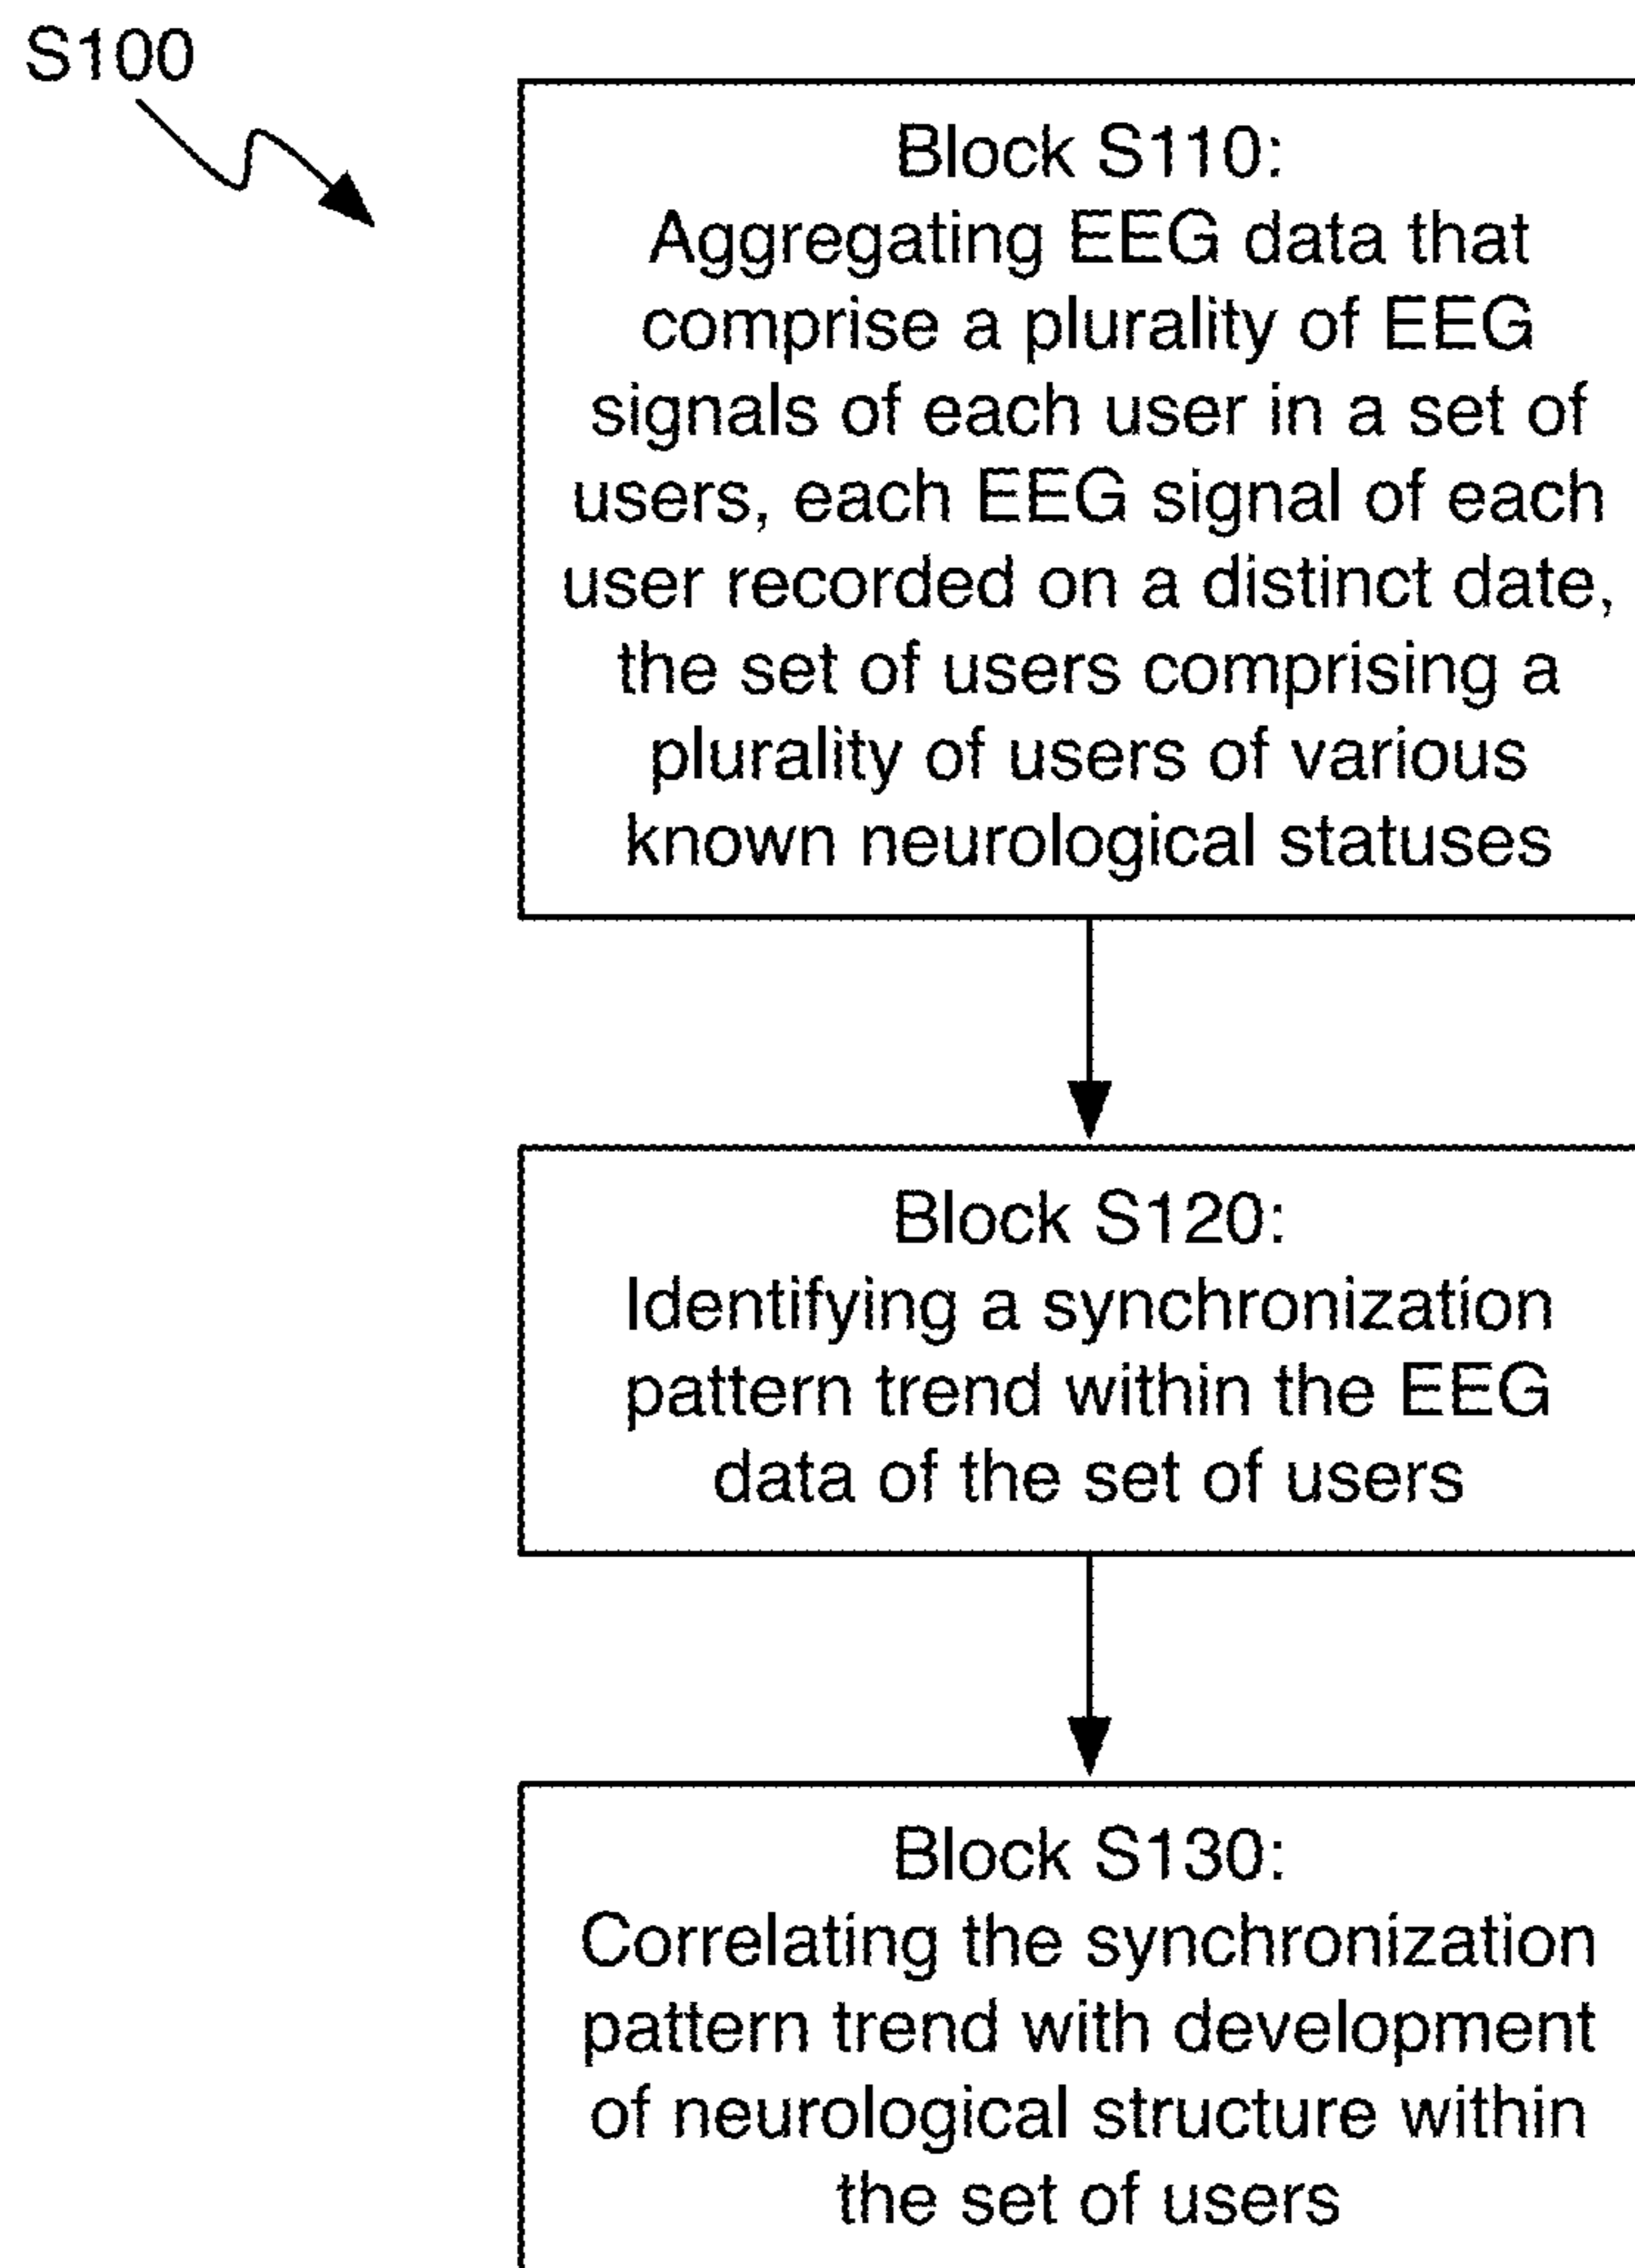 S100
Block S110:
Aggregating EEG data that
comprise a plurality of EEG
signals of each user in a set of
users, each EEG signal of each
user recorded on a distinct date,
the set of users comprising a
plurality of users of various
known neurological statuses
Block S120:
Identifying a synchronization
pattern trend within the EEG
data of the set of users
Block S130:
Correlating the synchronization
pattern trend with development
of neurological structure within
the set of users